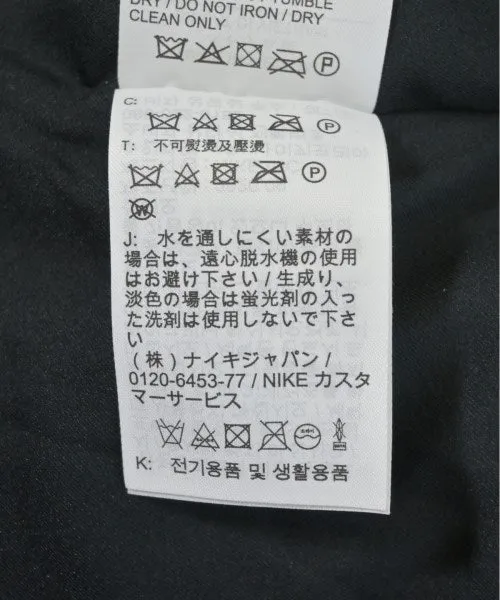 DRY / DO NOT IRON / DRY
CLEAN ONLY
P
C:
P
T: 不可熨燙及壓燙
P
W
J: 水を通しにくい素材の
場合は、遠心脱水機の使用
はお避け下さい / 生成り、
淡色の場合は蛍光剤の入っ
た洗剤は使用しないで下さ
い
(株) ナイキジャパン /
0120-6453-77 / NIKE カスタ
マーサービス
K: 전기용품 및 생활용품